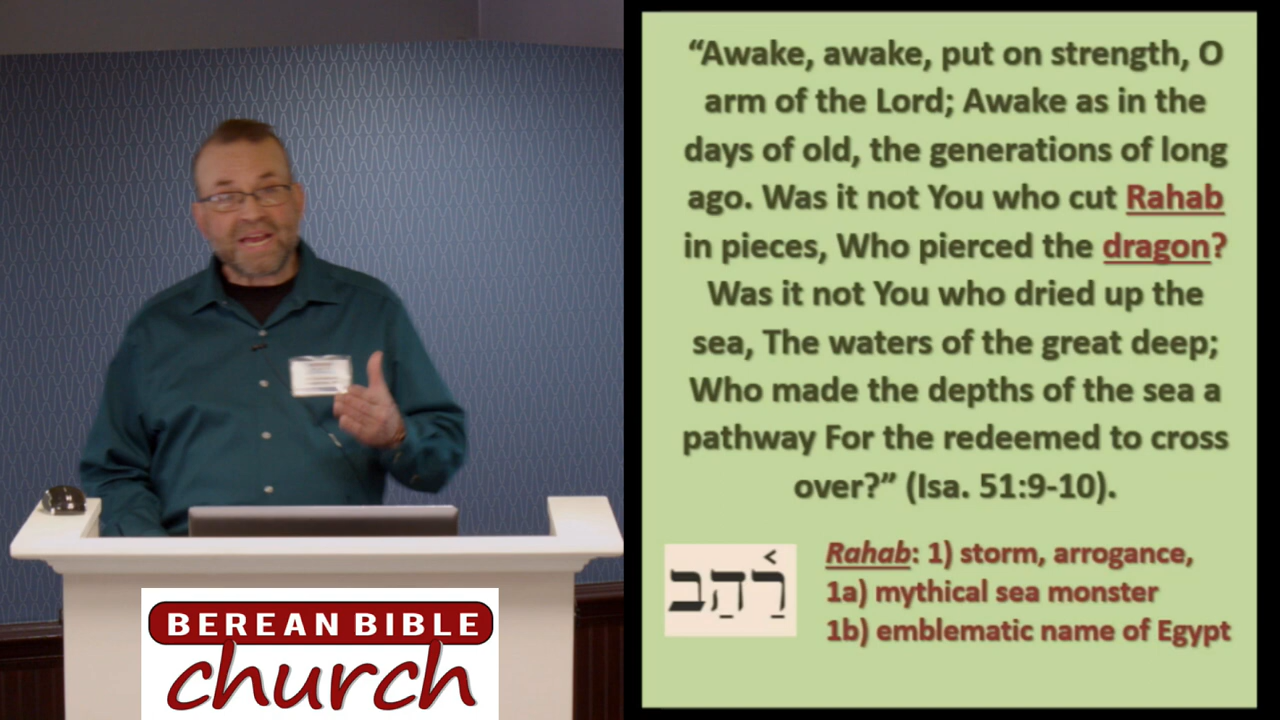 “Awake, awake, put on strength, O
arm of the Lord; Awake as in the
days of old, the generations of long
ago. Was it not You who cut Rahab
in pieces, Who pierced the dragon?
Was it not You who dried up the
sea, The waters of the great deep;
Who made the depths of the sea a
pathway For the redeemed to cross
over?” (Isa. 51:9-10).
רַ֫הַב
Rahab: 1) storm, arrogance,
1a) mythical sea monster
1b) emblematic name of Egypt
BEREAN BIBLE
church